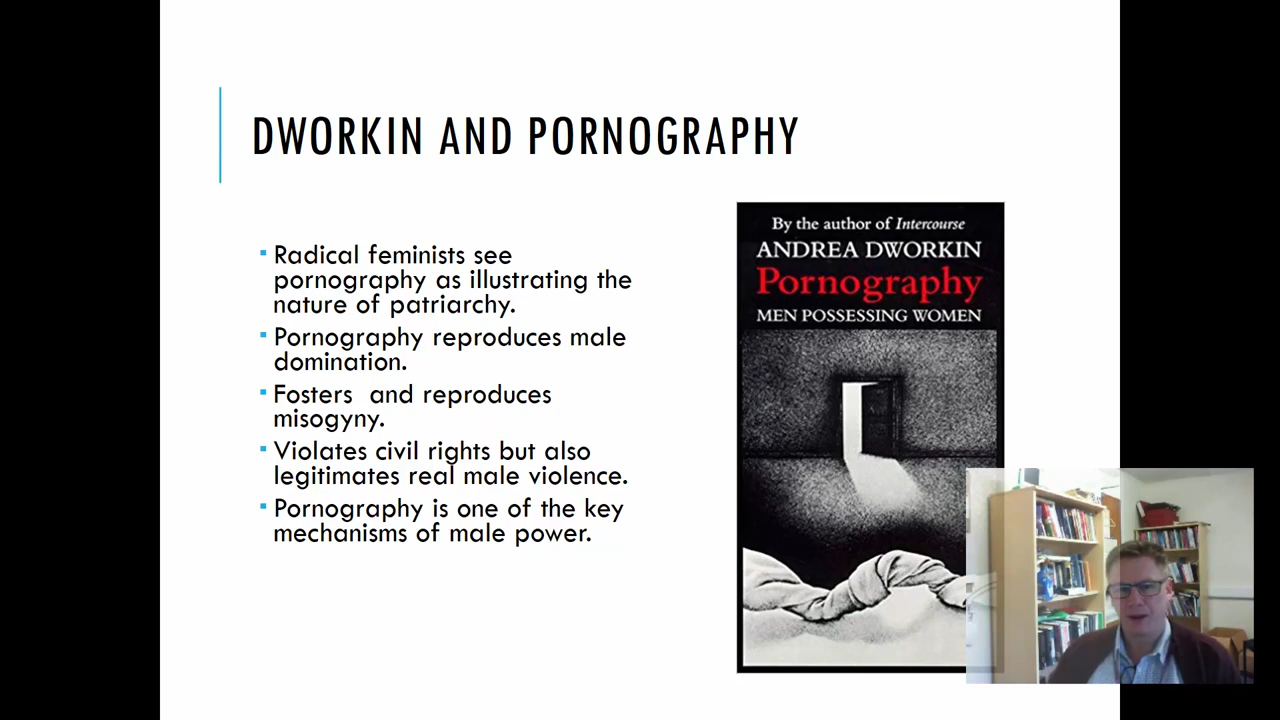 DWORKIN AND PORNOGRAPHY
Radical feminists see
pornography as illustrating the
nature of patriarchy.
Pornography reproduces male
domination.
Fosters  and reproduces
misogyny.
Violates civil rights but also
legitimates real male violence.
Pornography is one of the key
mechanisms of male power.
By the author of Intercourse
ANDREA DWORKIN
Pornography
MEN POSSESSING WOMEN